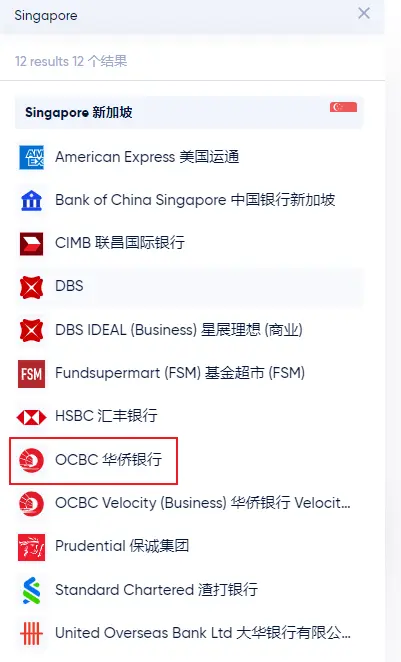 Singapore
12 results 12 个结果
Singapore 新加坡
AM
EX
American Express 美国运通
Bank of China Singapore 中国银行新加坡
CIMB 联昌国际银行
DBS
DBS IDEAL (Business) 星展理想 (商业)
FSM
Fundsupermart (FSM) 基金超市 (FSM)
HSBC 汇丰银行
OCBC 华侨银行
OCBC Velocity (Business) 华侨银行 Velocit...
Prudential 保诚集团
Standard Chartered 渣打银行
United Overseas Bank Ltd 大华银行有限公...